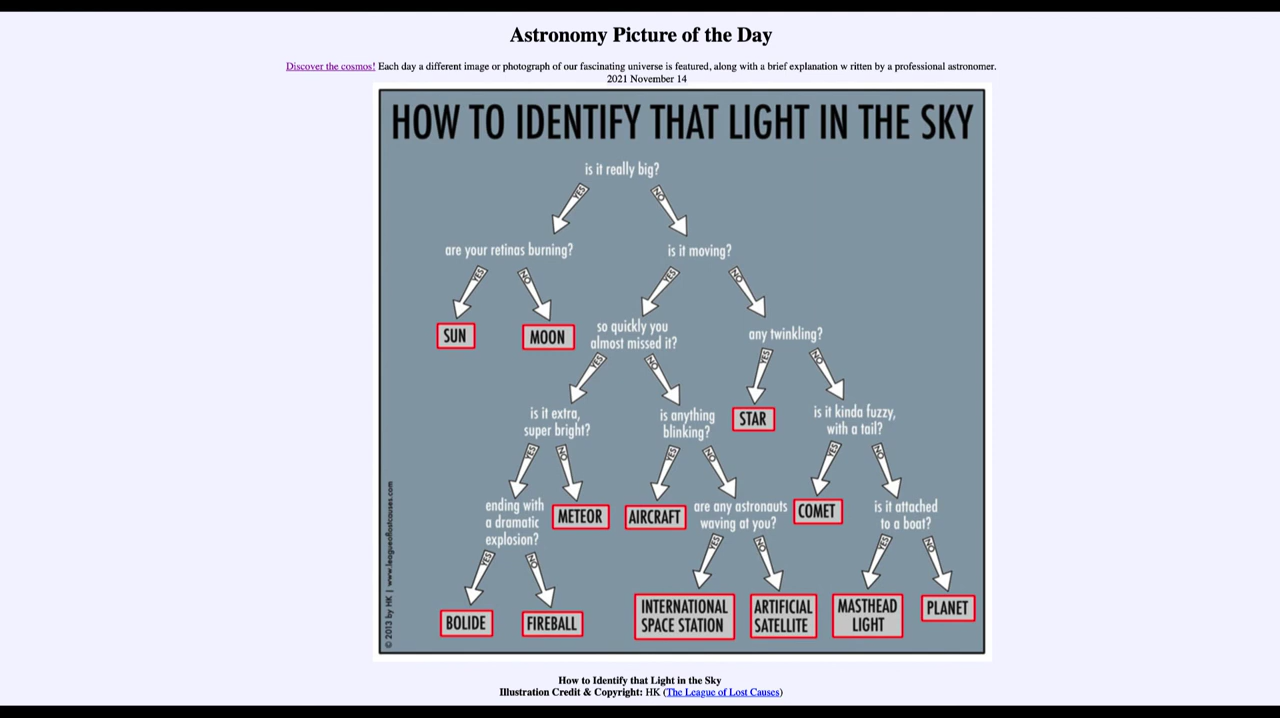 Astronomy Picture of the Day
Discover the cosmos! Each day a different image or photograph of our fascinating universe is featured, along with a brief explanation w ritten by a professional astronomer.
2021 November 14
HOW TO IDENTIFY THAT LIGHT IN THE SKY
is it really big?
YES
NO
are your retinas burning?
is it moving?
YES
NO
YES
NO
SUN
MOON
so quickly you
almost missed it?
any twinkling?
YES
NO
YES
NO
is it extra,
super bright?
is anything
blinking?
STAR
is it kinda fuzzy,
with a tail?
YES
NO
YES
NO
YES
NO
ending with
a dramatic
explosion?
METEOR
AIRCRAFT
are any astronauts
waving at you?
COMET
is it attached
to a boat?
YES
NO
YES
NO
YES
NO
BOLIDE
FIREBALL
INTERNATIONAL
SPACE STATION
ARTIFICIAL
SATELLITE
MASTHEAD
LIGHT
PLANET
© 2013 by HK | www.leagueoflostcauses.com
How to Identify that Light in the Sky
Illustration Credit & Copyright: HK (The League of Lost Causes)